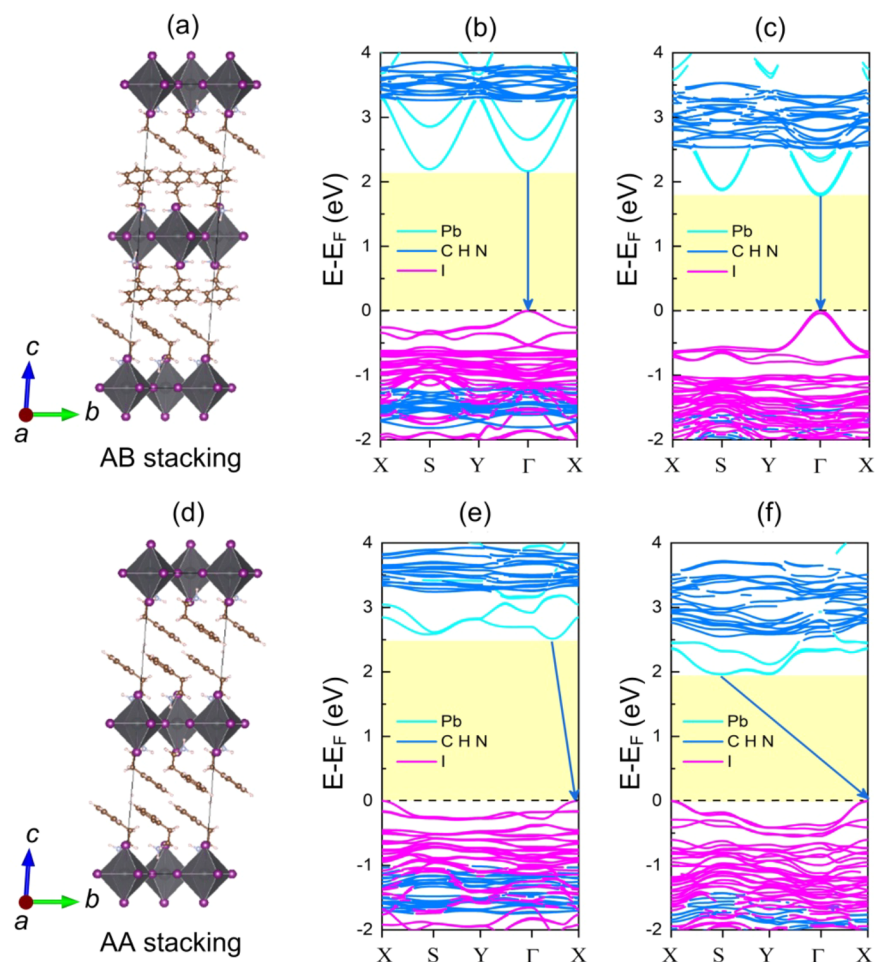 (a)
c
b
a
AB stacking
(b)
E-E_F (eV)
4
3
2
1
0
-1
-2
Pb
C H N
I
X S Y Γ X
(c)
E-E_F (eV)
4
3
2
1
0
-1
-2
Pb
C H N
I
X S Y Γ X
(d)
c
b
a
AA stacking
(e)
E-E_F (eV)
4
3
2
1
0
-1
-2
Pb
C H N
I
X S Y Γ X
(f)
E-E_F (eV)
4
3
2
1
0
-1
-2
Pb
C H N
I
X S Y Γ X